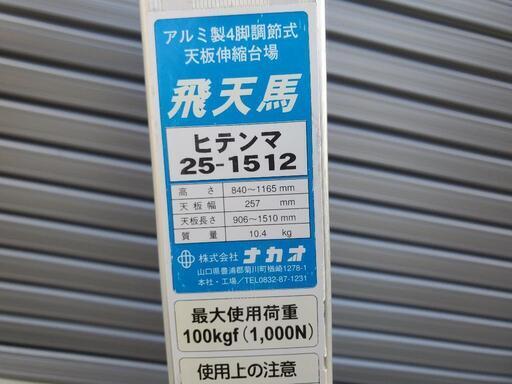 アルミ製4脚調節式
天板伸縮台場
飛天馬
ヒテンマ
25-1512
高さ 840〜1165 mm
天板幅 257 mm
天板長さ 906〜1510 mm
質量 10.4 kg
株式会社ナカオ
山口県豊浦郡菊川町楢崎1278-1
本社・工場/TEL0832-87-1231
最大使用荷重
100kgf(1,000N)
使用上の注意